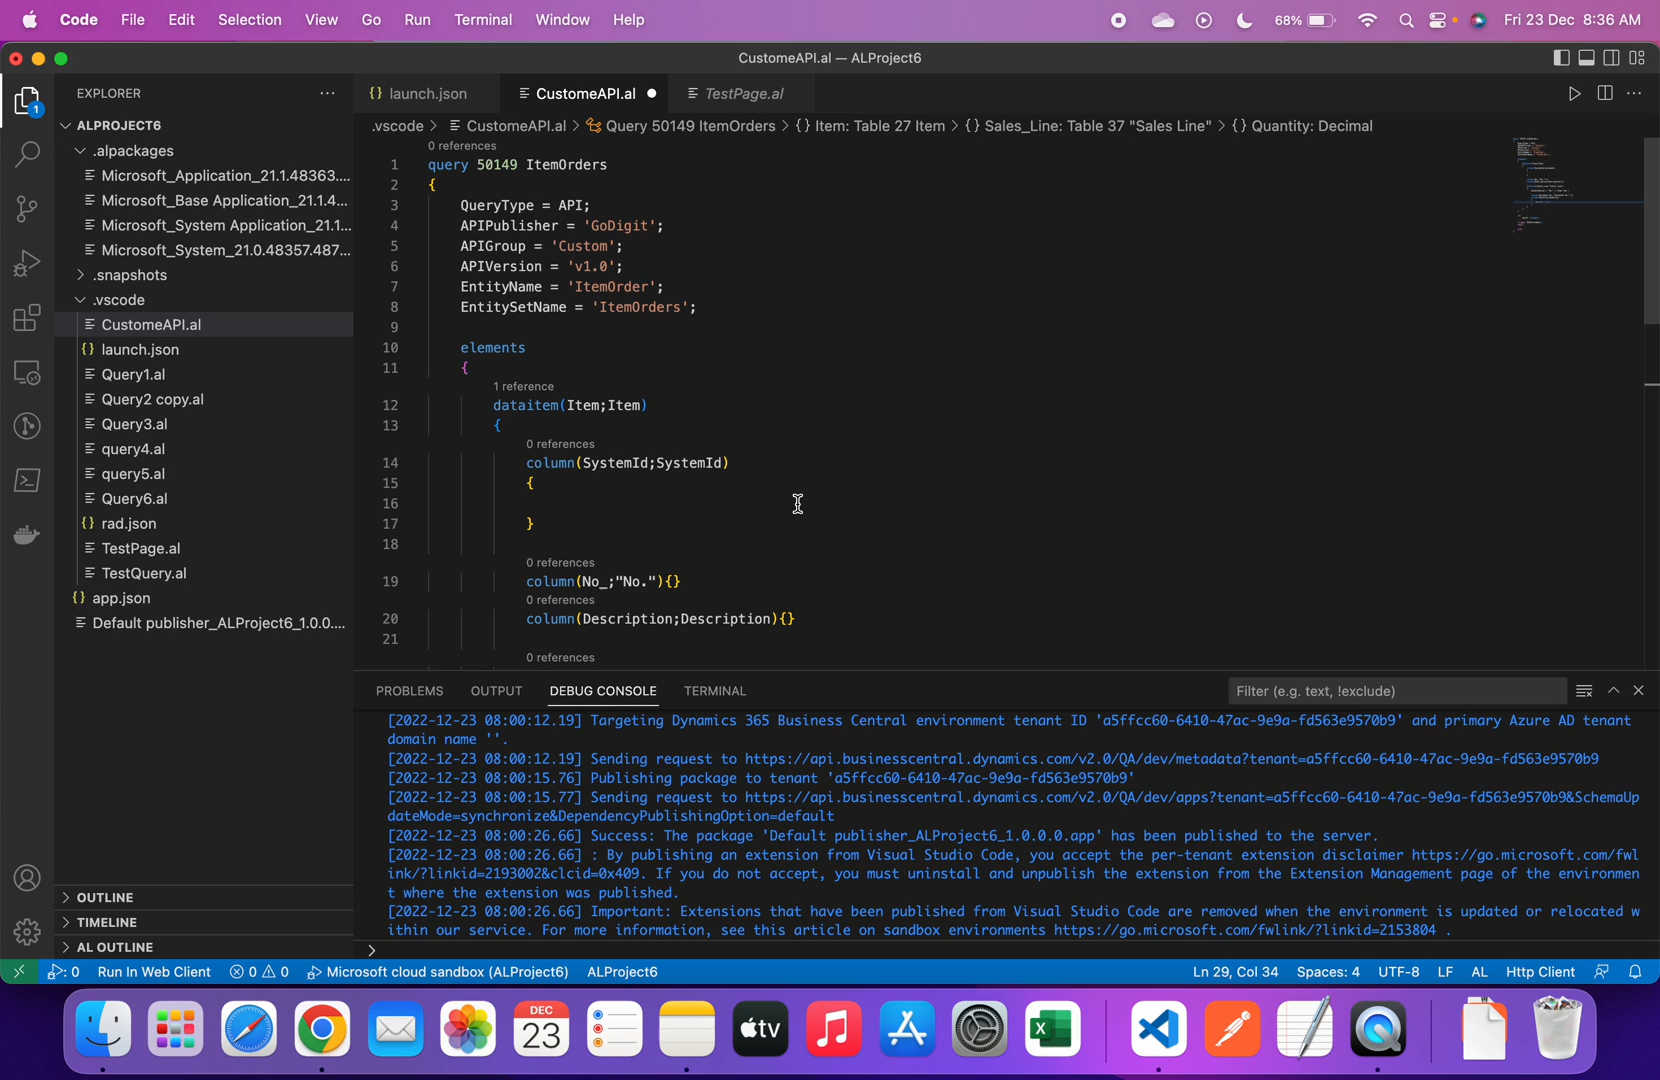 Code File Edit Selection View Go Run Terminal Window Help 68% Fri 23 Dec 8:36 AM
CustomeAPI.al — ALProject6
EXPLORER
launch.json CustomeAPI.al TestPage.al
.vscode > CustomeAPI.al > Query 50149 ItemOrders > {} Item: Table 27 Item > {} Sales_Line: Table 37 "Sales Line" > {} Quantity: Decimal
1
ALPROJECT6
.alpackages
Microsoft_Application_21.1.48363....
Microsoft_Base Application_21.1.4...
Microsoft_System Application_21.1...
Microsoft_System_21.0.48357.487...
.snapshots
.vscode
CustomeAPI.al
launch.json
Query1.al
Query2 copy.al
Query3.al
query4.al
query5.al
Query6.al
rad.json
TestPage.al
TestQuery.al
app.json
Default publisher_ALProject6_1.0.0....
OUTLINE
TIMELINE
AL OUTLINE
0 references
1 query 50149 ItemOrders
2 {
3 QueryType = API;
4 APIPublisher = 'GoDigit';
5 APIGroup = 'Custom';
6 APIVersion = 'v1.0';
7 EntityName = 'ItemOrder';
8 EntitySetName = 'ItemOrders';
9
10 elements
11 {
1 reference
12 dataitem(Item;Item)
13 {
0 references
14 column(SystemId;SystemId)
15 {
16
17 }
18
0 references
19 column(No_;"No."){}
0 references
20 column(Description;Description){}
21
0 references
PROBLEMS OUTPUT DEBUG CONSOLE TERMINAL Filter (e.g. text, !exclude)
[2022-12-23 08:00:12.19] Targeting Dynamics 365 Business Central environment tenant ID 'a5ffcc60-6410-47ac-9e9a-fd563e9570b9' and primary Azure AD tenant
domain name ''.
[2022-12-23 08:00:12.19] Sending request to https://api.businesscentral.dynamics.com/v2.0/QA/dev/metadata?tenant=a5ffcc60-6410-47ac-9e9a-fd563e9570b9
[2022-12-23 08:00:15.76] Publishing package to tenant 'a5ffcc60-6410-47ac-9e9a-fd563e9570b9'
[2022-12-23 08:00:15.77] Sending request to https://api.businesscentral.dynamics.com/v2.0/QA/dev/apps?tenant=a5ffcc60-6410-47ac-9e9a-fd563e9570b9&SchemaUp
dateMode=synchronize&DependencyPublishingOption=default
[2022-12-23 08:00:26.66] Success: The package 'Default publisher_ALProject6_1.0.0.0.app' has been published to the server.
[2022-12-23 08:00:26.66] : By publishing an extension from Visual Studio Code, you accept the per-tenant extension disclaimer https://go.microsoft.com/fwl
ink/?linkid=2193002&clcid=0x409. If you do not accept, you must uninstall and unpublish the extension from the Extension Management page of the environmen
t where the extension was published.
[2022-12-23 08:00:26.66] Important: Extensions that have been published from Visual Studio Code are removed when the environment is updated or relocated w
ithin our service. For more information, see this article on sandbox environments https://go.microsoft.com/fwlink/?linkid=2153804 .
>
0 Run In Web Client 0 0 Microsoft cloud sandbox (ALProject6) ALProject6 Ln 29, Col 34 Spaces: 4 UTF-8 LF AL Http Client
DEC
23
tv
X